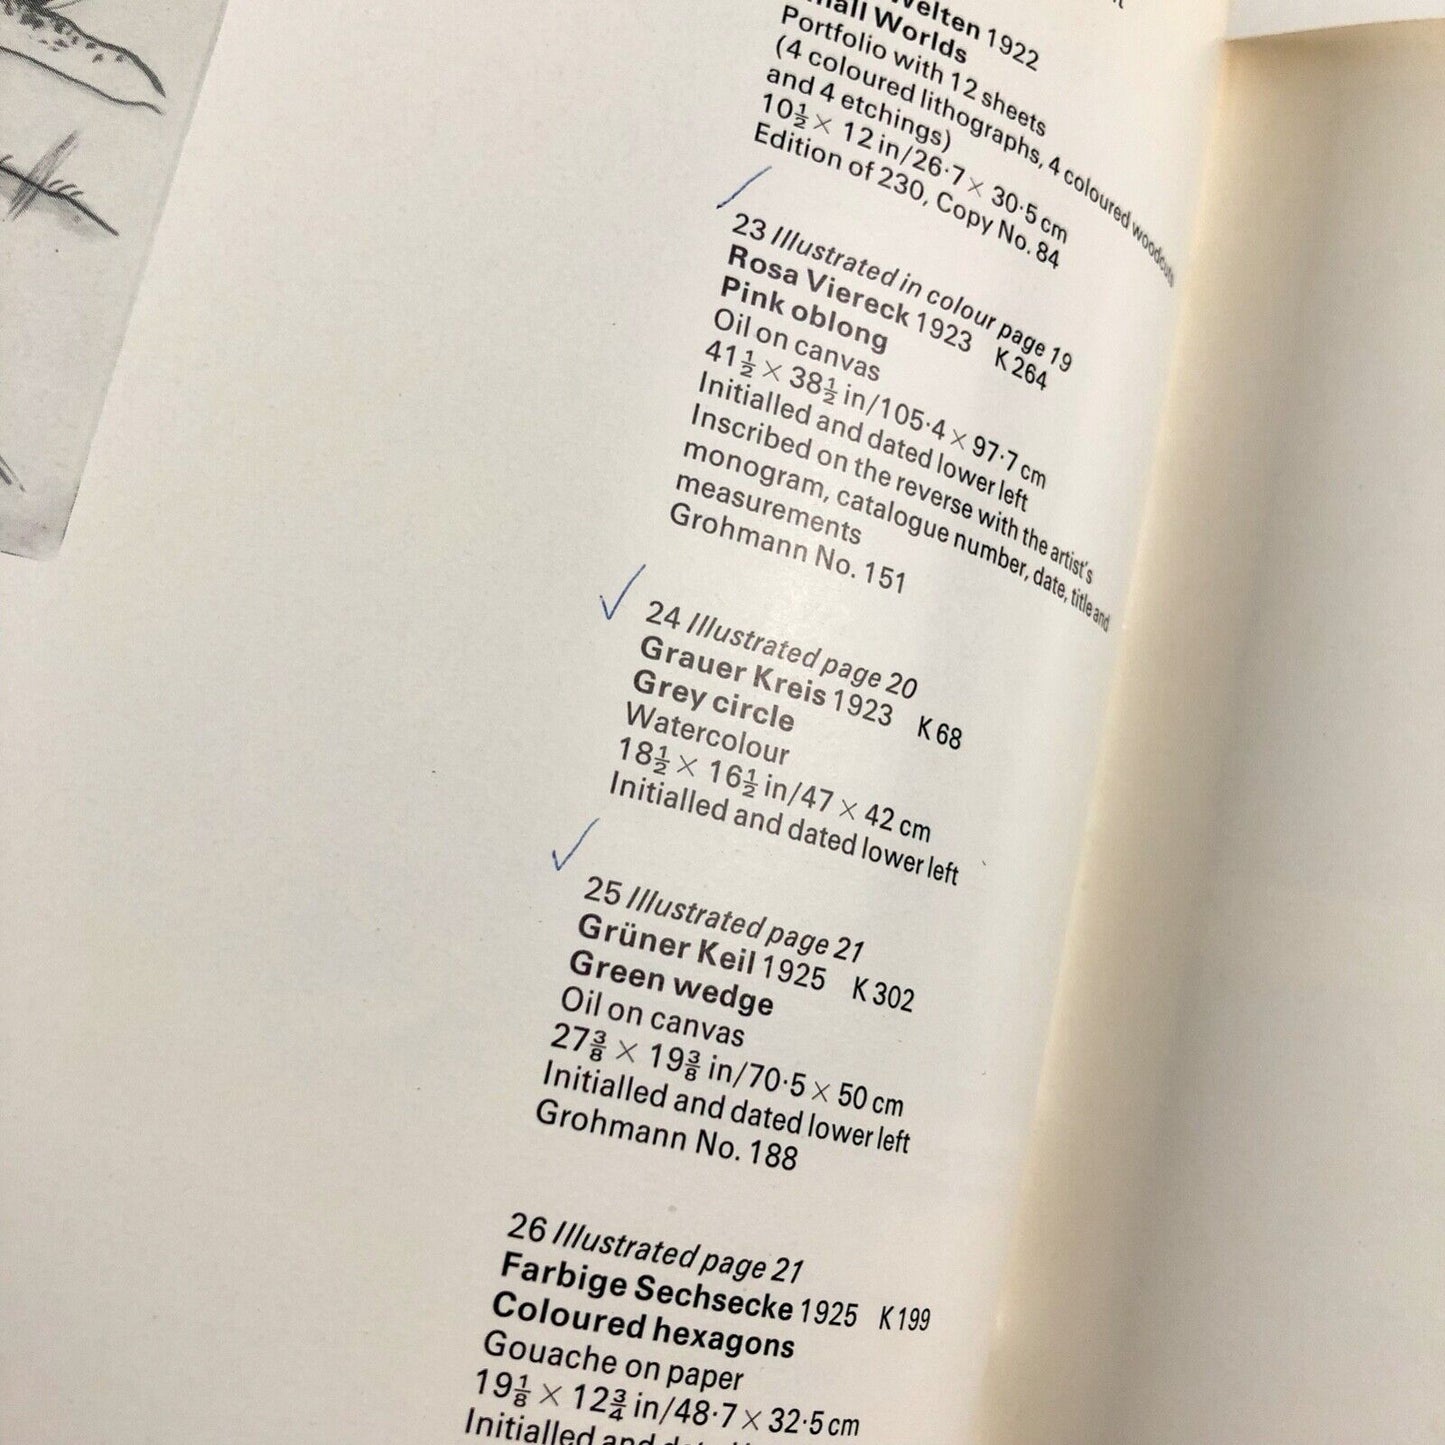 Welten 1922
Worlds
Portfolio with 12 sheets
(4 coloured lithographs, 4 coloured woodcuts
and 4 etchings)
10½ × 12 in/26·7 × 30·5 cm
Edition of 230, Copy No. 84
23 Illustrated in colour page 19
Rosa Viereck 1923 K 264
Pink oblong
Oil on canvas
41½ × 38½ in/105·4 × 97·7 cm
Initialled and dated lower left
Inscribed on the reverse with the artist's
monogram, catalogue number, date, title and
measurements
Grohmann No. 151
24 Illustrated page 20
Grauer Kreis 1923 K 68
Grey circle
Watercolour
18½ × 16½ in/47 × 42 cm
Initialled and dated lower left
25 Illustrated page 21
Grüner Keil 1925 K 302
Green wedge
Oil on canvas
27⅜ × 19⅜ in/70·5 × 50 cm
Initialled and dated lower left
Grohmann No. 188
26 Illustrated page 21
Farbige Sechsecke 1925 K 199
Coloured hexagons
Gouache on paper
19⅛ × 12¾ in/48·7 × 32·5 cm
Initialled and